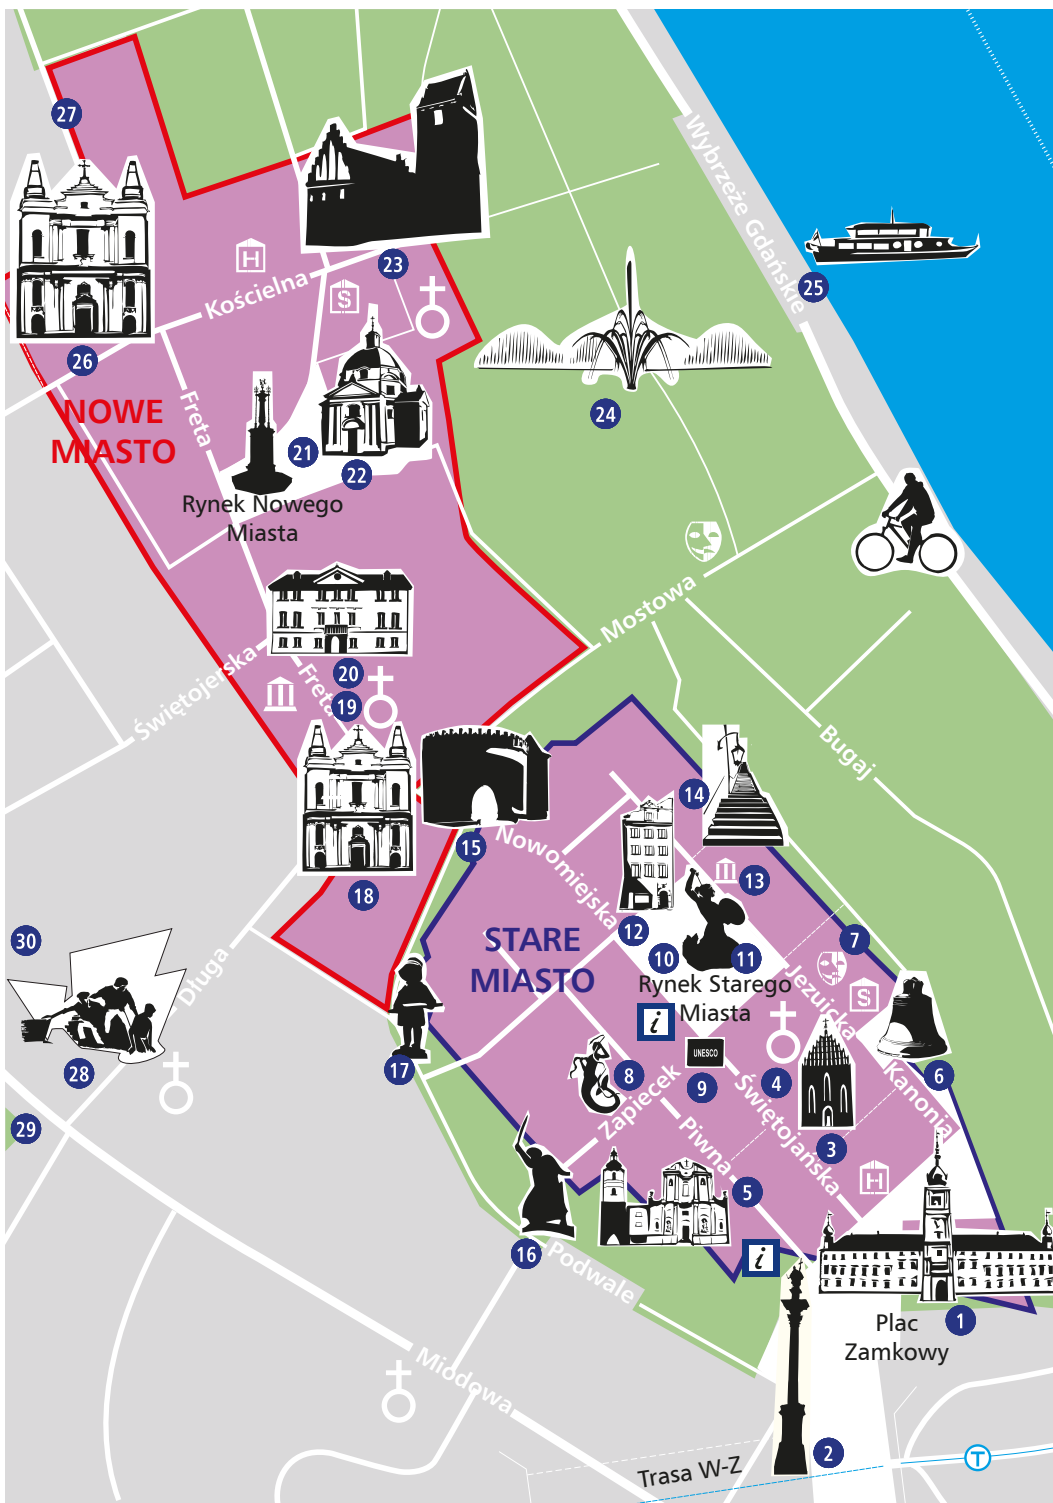 27
Wybrzeże Gdańskie
H
23
25
Kościelna
S
26
24
NOWE
MIASTO
Freta
21
22
Rynek Nowego
Miasta
Mostowa
20
Świętojerska
Freta
19
Bugaj
14
15
Nowomiejska
13
18
12
7
30
STARE
MIASTO
10
11
Długa
Rynek Starego
Miasta
Jezuicka
S
i
UNESCO
28
17
8
9
4
6
Zapiecek
Świętojańska
Kanonia
29
Piwna
3
H
5
16
Podwale
i
1
Plac
Zamkowy
Miodowa
2
Trasa W-Z
T